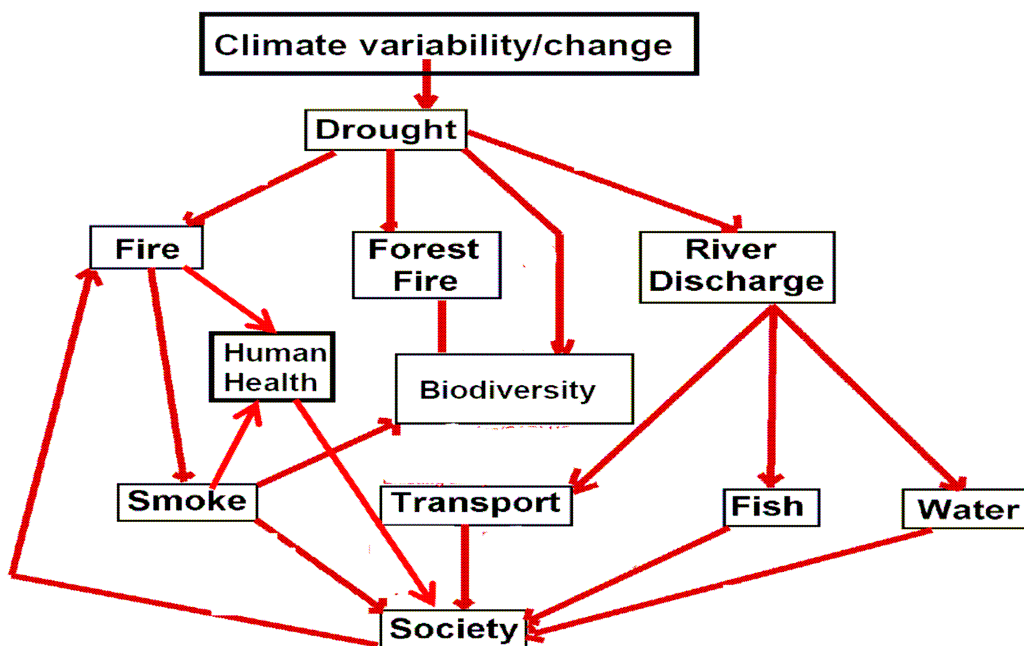 Climate variability/change
Drought
Fire
Forest
Fire
River
Discharge
Human
Health
Biodiversity
Smoke
Transport
Fish
Water
Society